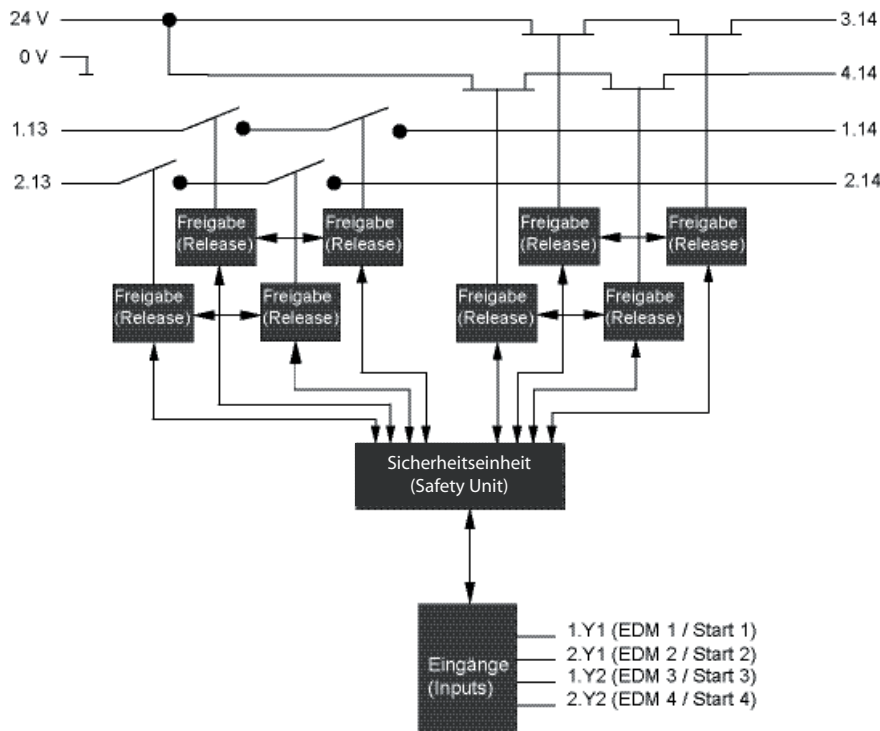 24 V
3.14
0 V
4.14
1.13
1.14
2.13
2.14
Freigabe
(Release)
Freigabe
(Release)
Freigabe
(Release)
Freigabe
(Release)
Freigabe
(Release)
Freigabe
(Release)
Freigabe
(Release)
Freigabe
(Release)
Sicherheitseinheit
(Safety Unit)
Eingänge
(Inputs)
1.Y1 (EDM 1 / Start 1)
2.Y1 (EDM 2 / Start 2)
1.Y2 (EDM 3 / Start 3)
2.Y2 (EDM 4 / Start 4)